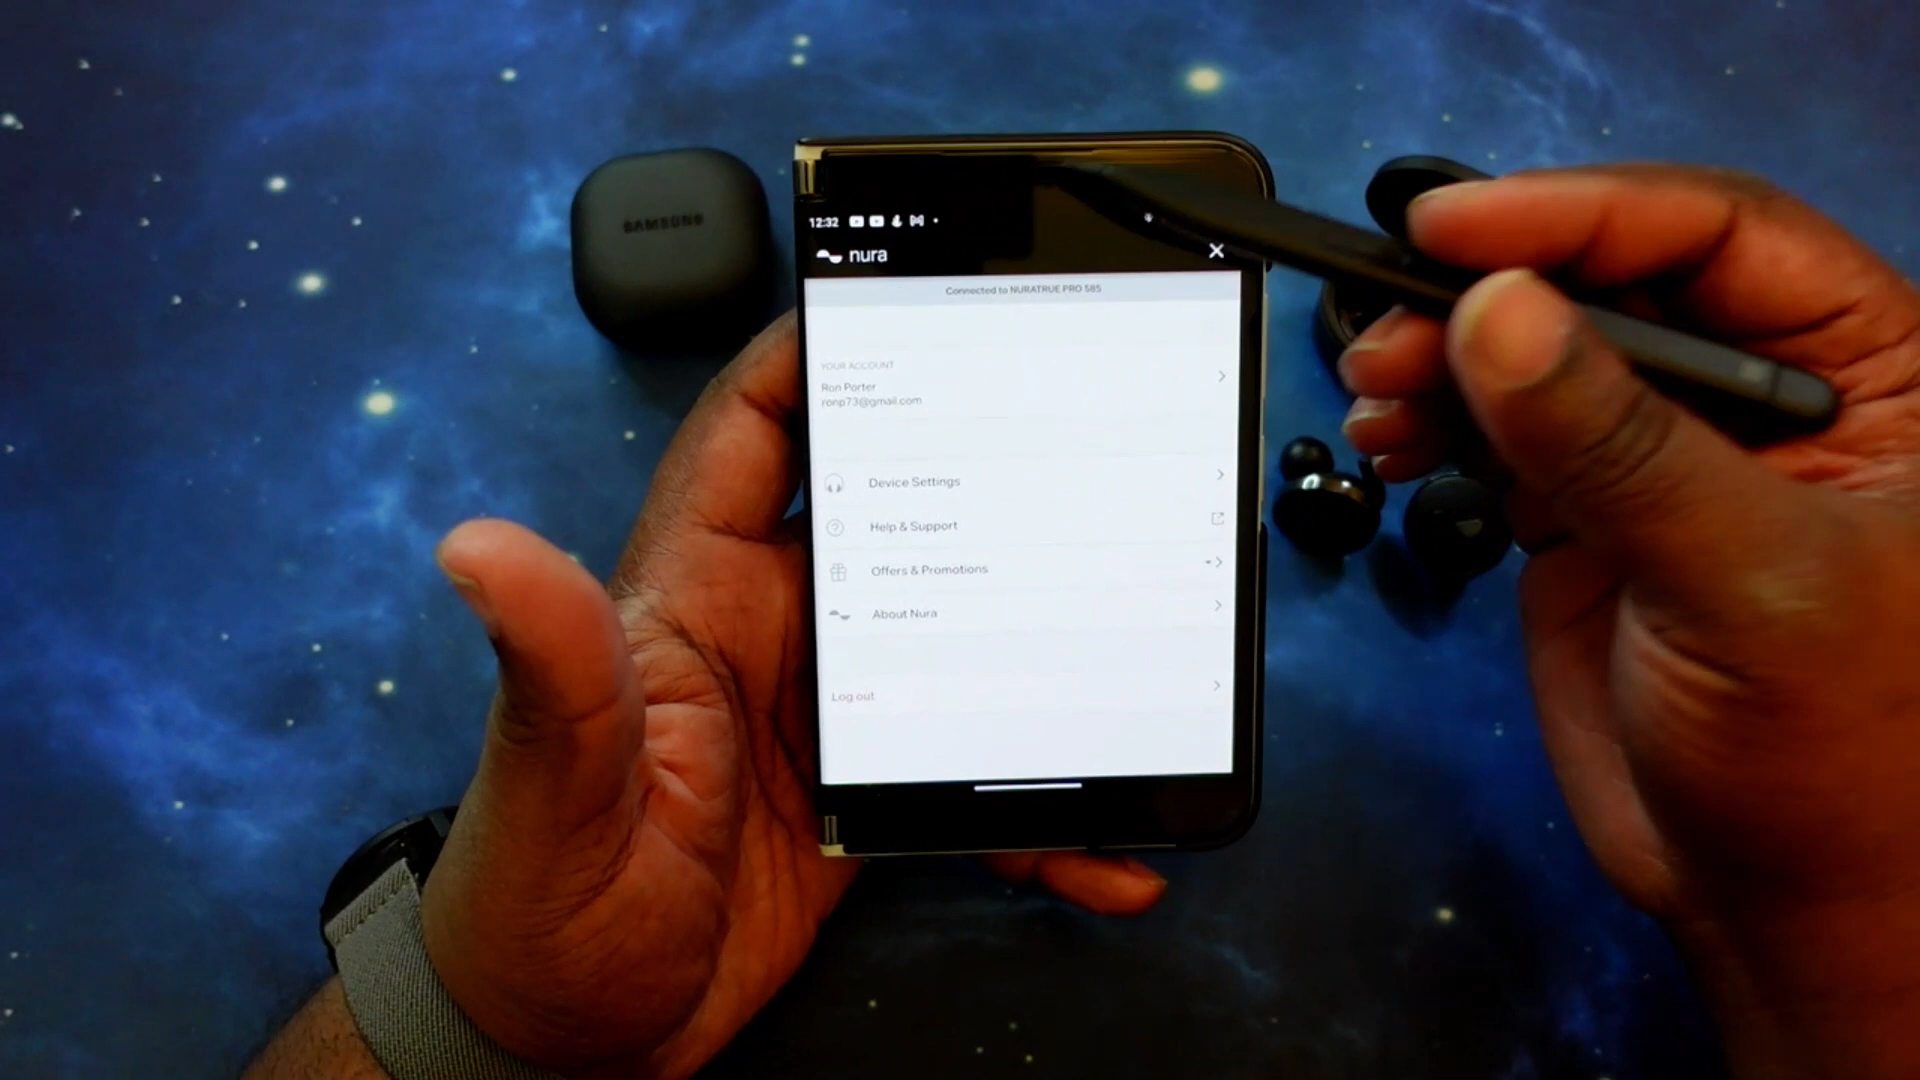 SAMSUNG
12:32
nura
Connected to NURATRUE PRO 585
YOUR ACCOUNT
Ron Porter
ronp73@gmail.com
Device Settings
Help & Support
Offers & Promotions
About Nura
Log out